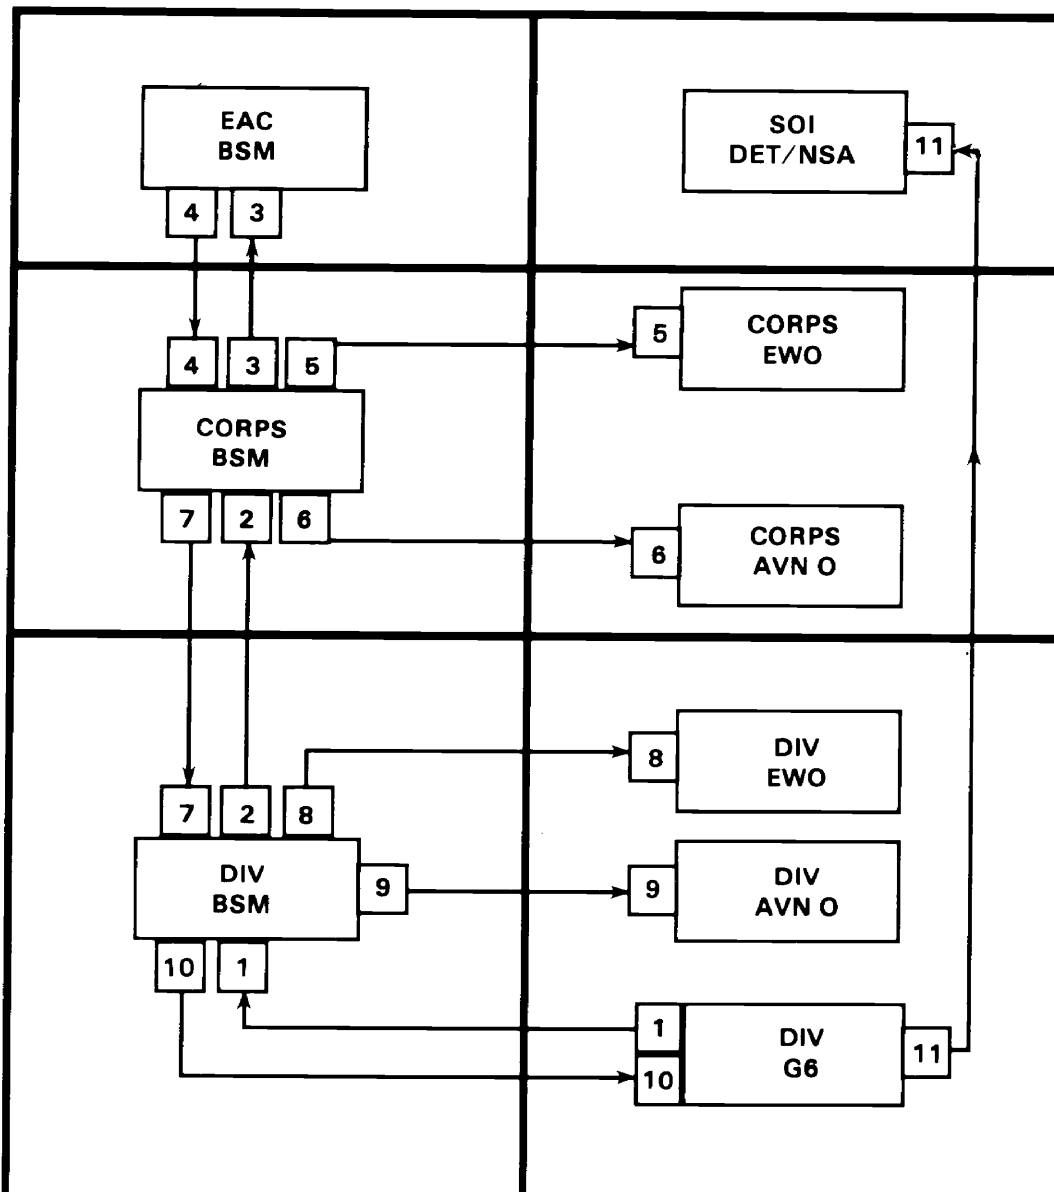 EAC
BSM
4
3
SOI
DET/NSA
11
4
3
5
CORPS
BSM
7
2
6
5
CORPS
EWO
6
CORPS
AVN O
7
2
8
DIV
BSM
9
10
1
8
DIV
EWO
9
DIV
AVN O
1
10
DIV
G6
11